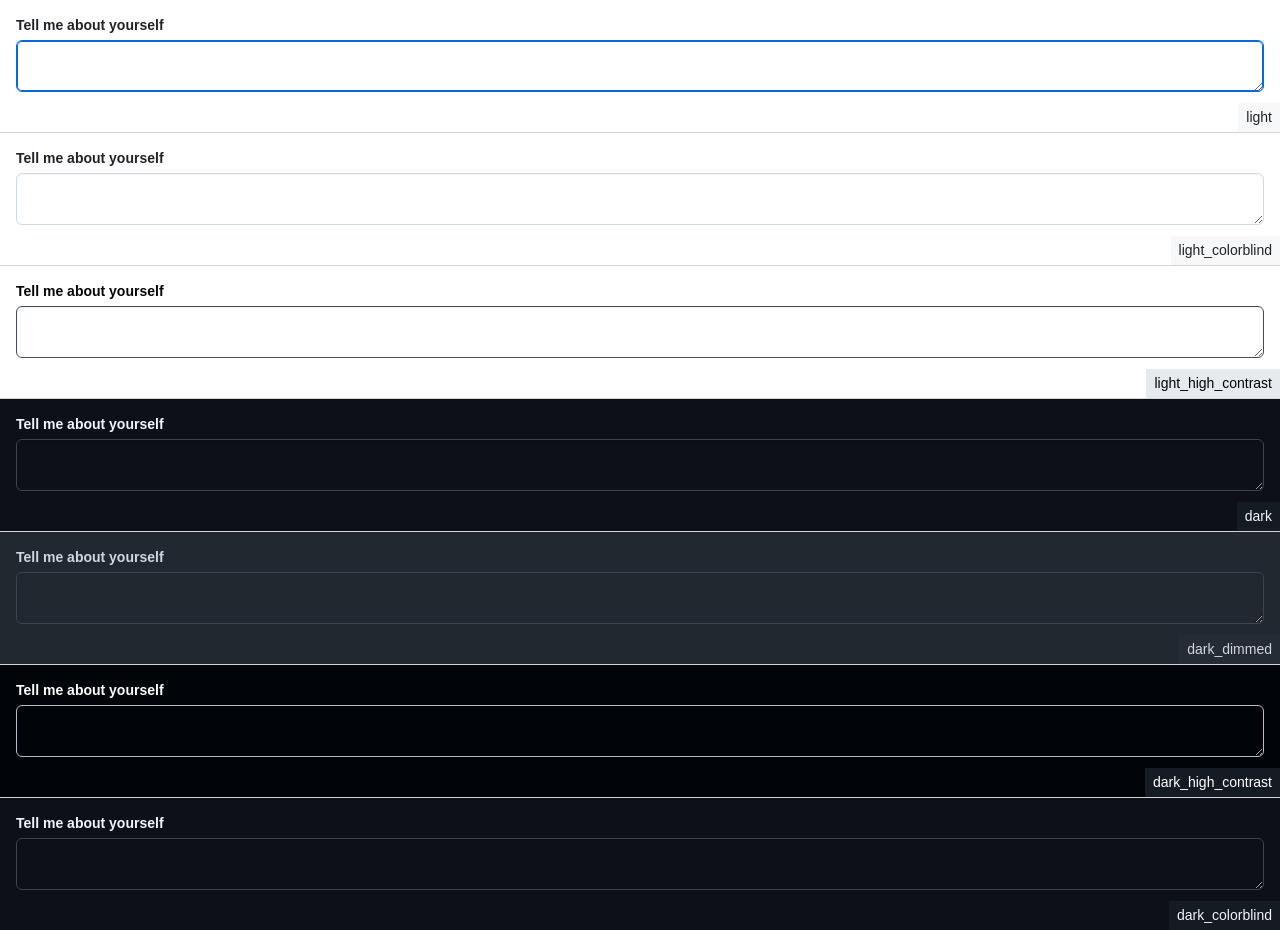 Tell me about yourself
light
Tell me about yourself
light_colorblind
Tell me about yourself
light_high_contrast
Tell me about yourself
dark
Tell me about yourself
dark_dimmed
Tell me about yourself
dark_high_contrast
Tell me about yourself
dark_colorblind